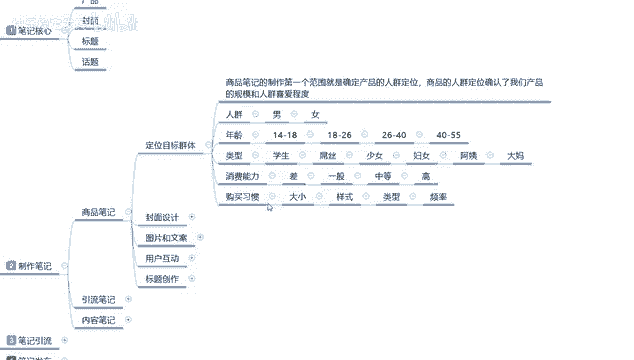 产品
1 笔记核心
封面
标题
话题
商品笔记的制作第一个范围就是确定产品的人群定位，商品的人群定位确认了我们产品
的规模和人群喜爱程度
人群 男 女
年龄 14-18 18-26 26-40 40-55
定位目标群体
类型 学生 屌丝 少女 妇女 阿姨 大妈
消费能力 差 一般 中等 高
购买习惯 大小 样式 类型 频率
商品笔记
封面设计
图片和文案
用户互动
2 制作笔记
标题创作
引流笔记
内容笔记
3 笔记引流